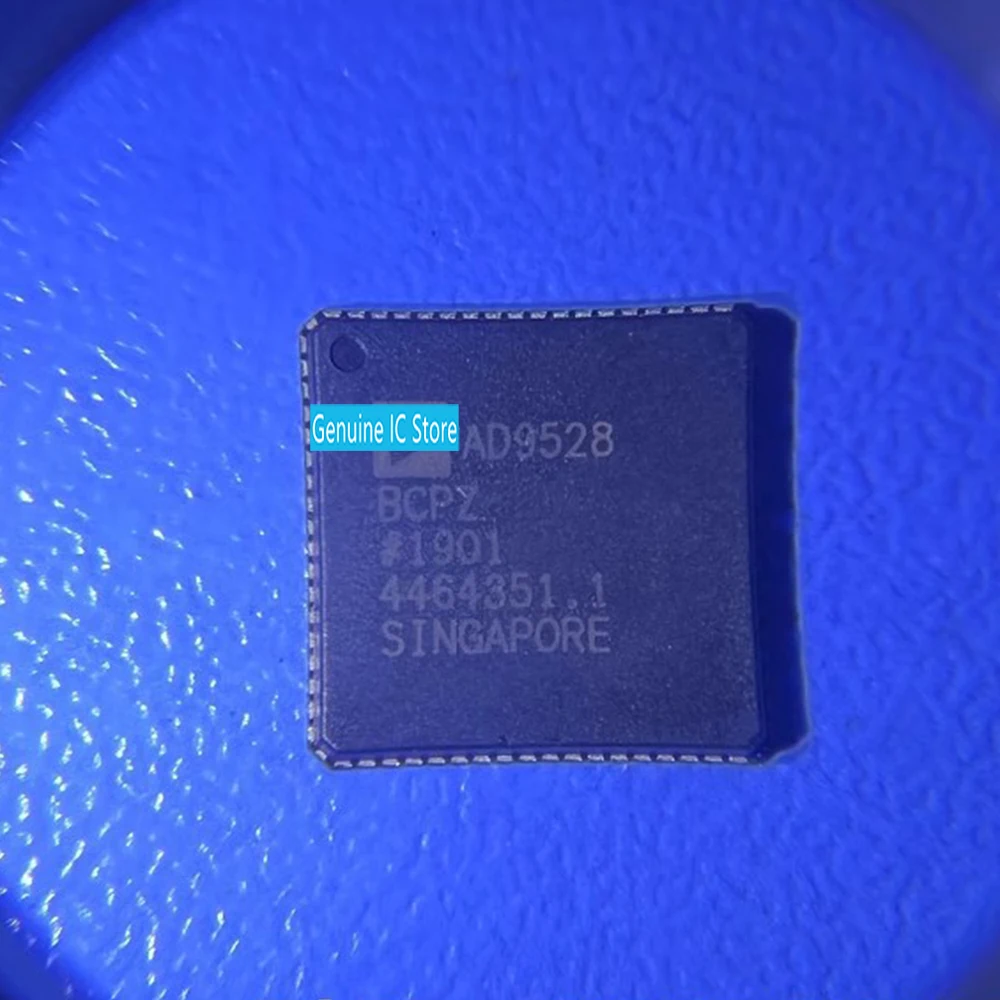 Genuine IC Store
AD9528
BCPZ
#1901
4464351.1
SINGAPORE